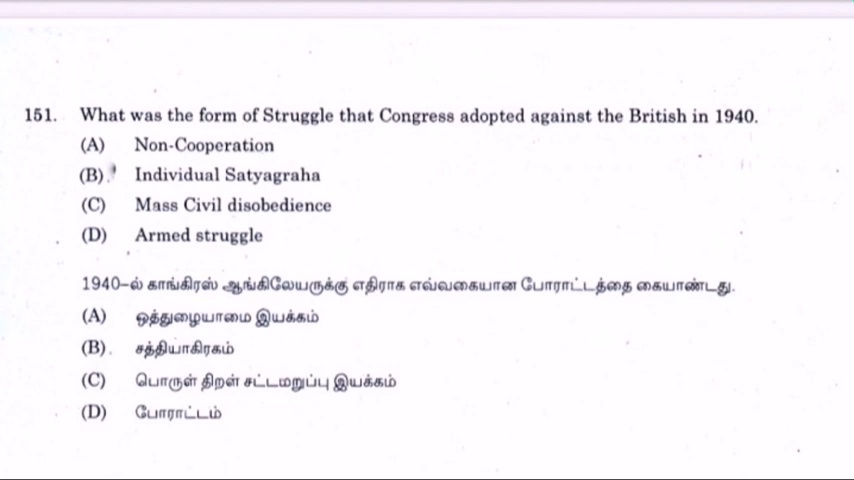 151. What was the form of Struggle that Congress adopted against the British in 1940.
(A) Non-Cooperation
(B) Individual Satyagraha
(C) Mass Civil disobedience
(D) Armed struggle
1940–ல் காங்கிரஸ் ஆங்கிலேயருக்கு எதிராக எவ்வகையான போராட்டத்தை கையாண்டது.
(A) ஒத்துழையாமை இயக்கம்
(B) சத்தியாகிரகம்
(C) பொருள் திறள் சட்டமறுப்பு இயக்கம்
(D) போராட்டம்